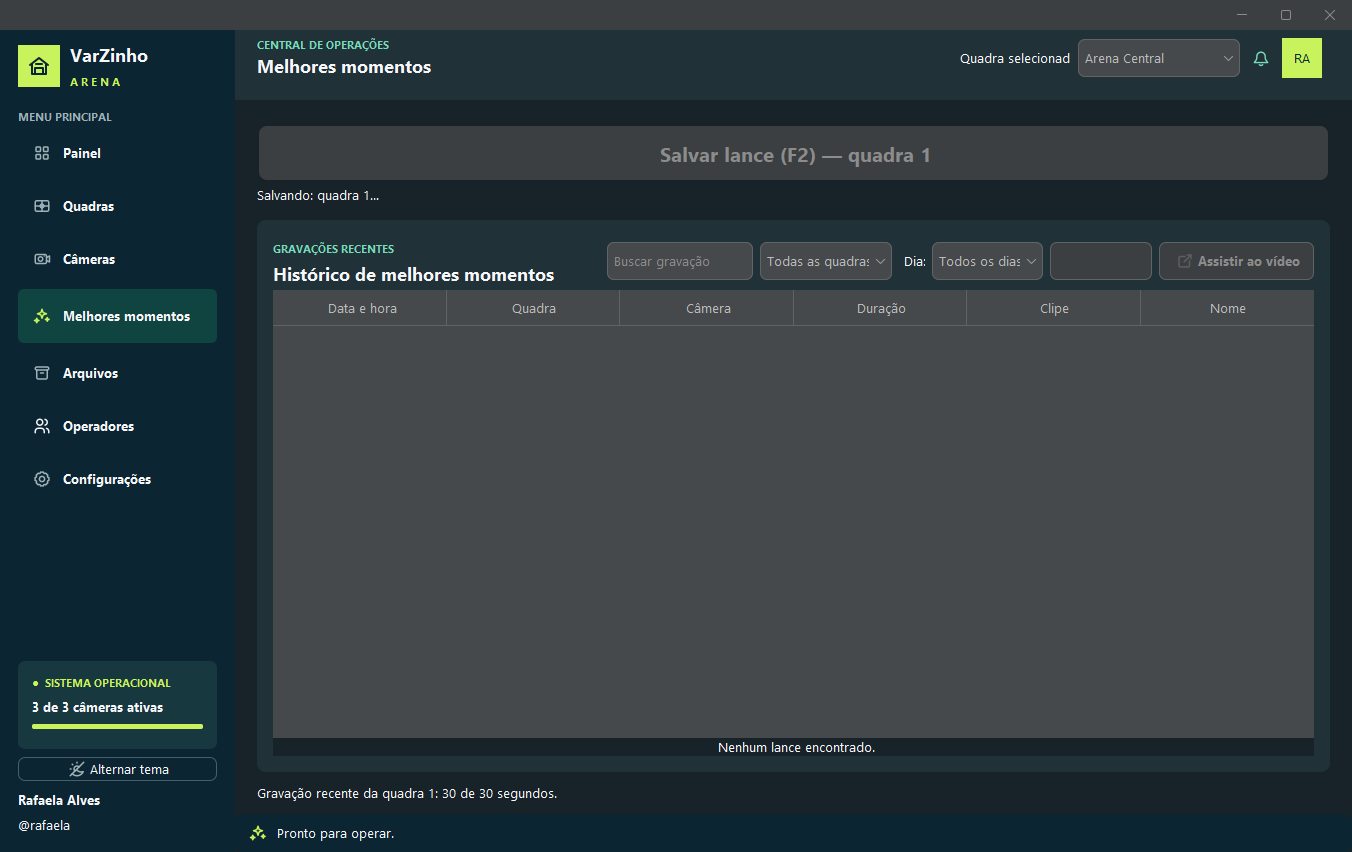 VarZinho
ARENA
MENU PRINCIPAL
Painel
Quadras
Câmeras
Melhores momentos
Arquivos
Operadores
Configurações
● SISTEMA OPERACIONAL
3 de 3 câmeras ativas
Alternar tema
Rafaela Alves
@rafaela
CENTRAL DE OPERAÇÕES
Melhores momentos
Quadra selecionad
Arena Central
RA
Salvar lance (F2) — quadra 1
Salvando: quadra 1...
GRAVAÇÕES RECENTES
Histórico de melhores momentos
Buscar gravação
Todas as quadras
Dia:
Todos os dias
Assistir ao vídeo
Data e hora Quadra Câmera Duração Clipe Nome
Nenhum lance encontrado.
Gravação recente da quadra 1: 30 de 30 segundos.
Pronto para operar.